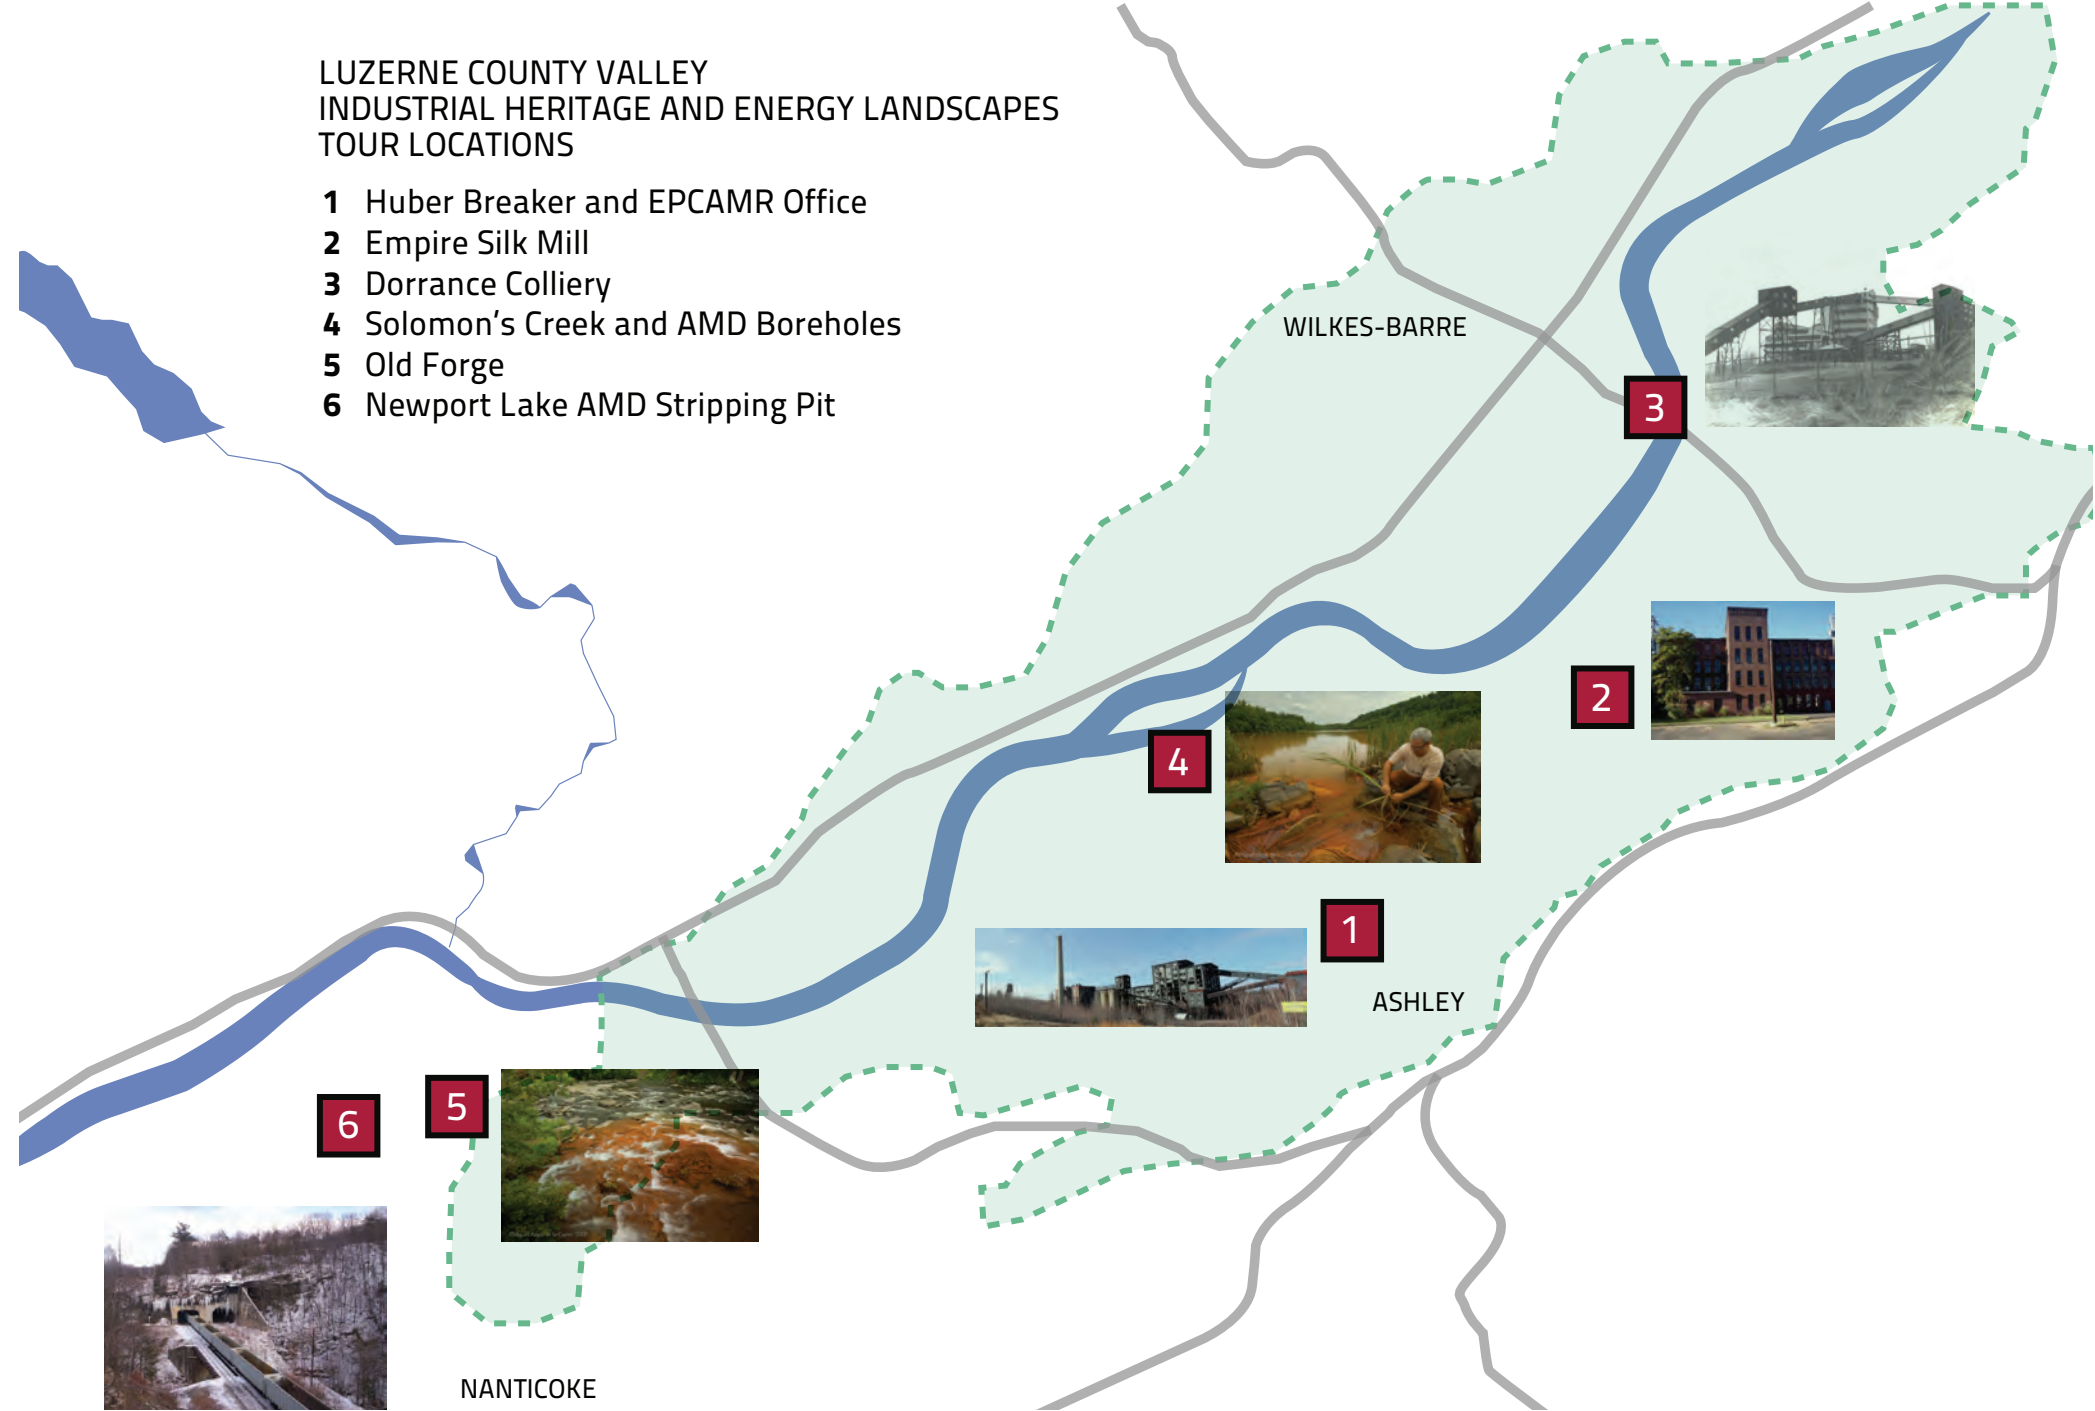 LUZERNE COUNTY VALLEY
INDUSTRIAL HERITAGE AND ENERGY LANDSCAPES
TOUR LOCATIONS
1 Huber Breaker and EPCAMR Office
2 Empire Silk Mill
3 Dorrance Colliery
4 Solomon's Creek and AMD Boreholes
5 Old Forge
6 Newport Lake AMD Stripping Pit
WILKES-BARRE
3
2
4
1
ASHLEY
5
6
NANTICOKE